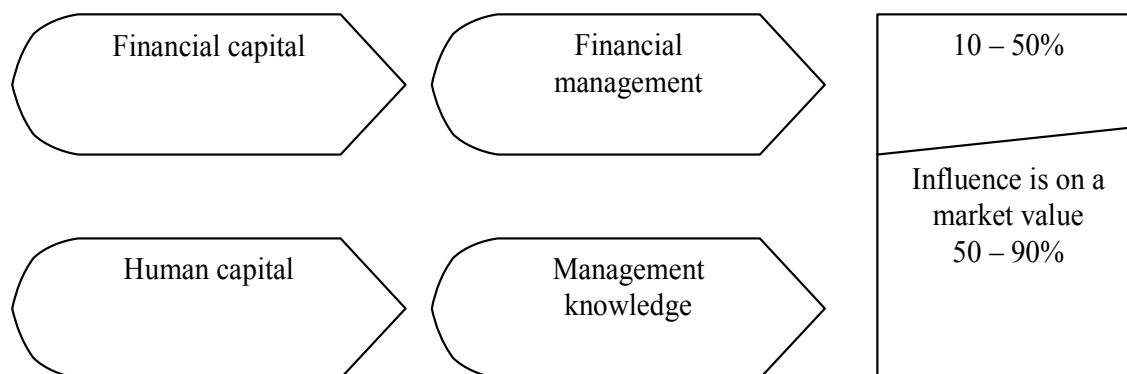 Financial capital
Financial
management
10 – 50%
Influence is on a
market value
50 – 90%
Human capital
Management
knowledge